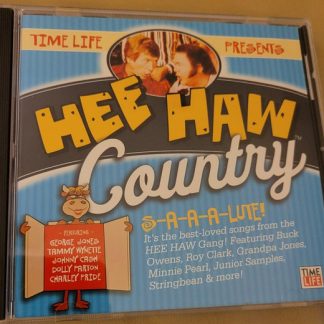 TIME LIFE PRESENTS
HEE HAW™
Country
S-A-A-A-LUTE!
It's the best-loved songs from the
HEE HAW Gang! Featuring Buck
Owens, Roy Clark, Grandpa Jones,
Minnie Pearl, Junior Samples,
Stringbean & more!
- FEATURING -
GEORGE JONES
TAMMY WYNETTE
JOHNNY CASH
DOLLY PARTON
CHARLEY PRIDE
TIME
LIFE